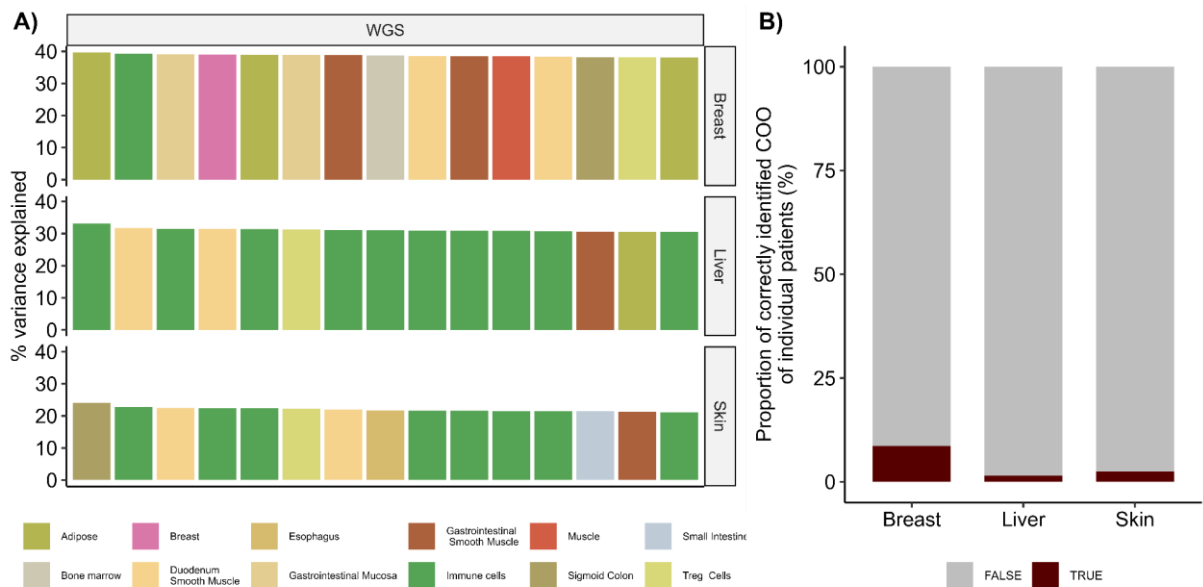 A)
WGS
% variance explained
40
30
20
10
0
Breast
40
30
20
10
0
Liver
40
30
20
10
0
Skin
Adipose
Breast
Esophagus
Gastrointestinal
Smooth Muscle
Muscle
Small Intestine
Bone marrow
Duodenum
Smooth Muscle
Gastrointestinal Mucosa
Immune cells
Sigmoid Colon
Treg Cells
B)
Proportion of correctly identified COO
of individual patients (%)
100
75
50
25
0
Breast
Liver
Skin
FALSE
TRUE